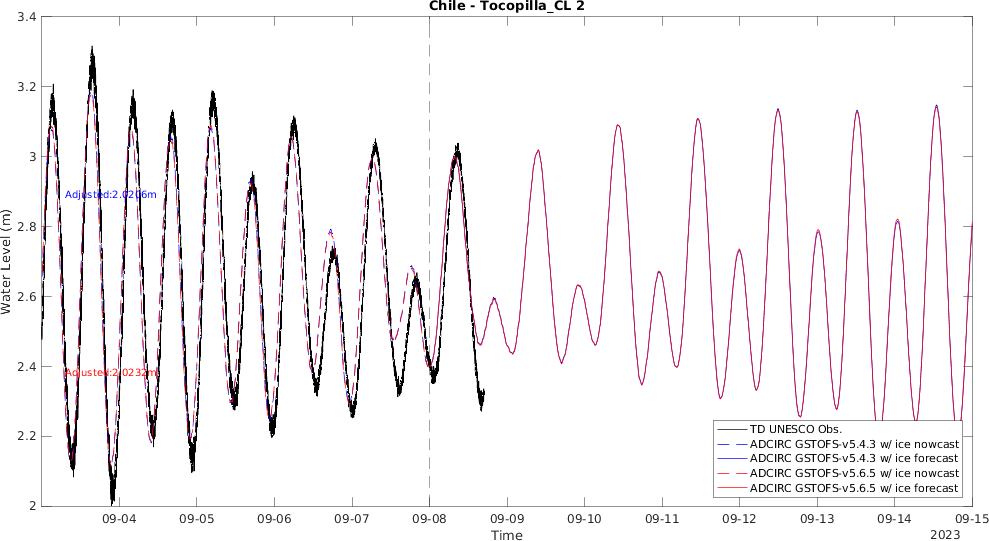 Chile - Tocopilla_CL 2
3.4
3.2
3
2.8
2.6
2.4
2.2
2
Water Level (m)
Adjusted:2.0206m
Adjusted:2.0232m
TD UNESCO Obs.
ADCIRC GSTOFS-v5.4.3 w/ ice nowcast
ADCIRC GSTOFS-v5.4.3 w/ ice forecast
ADCIRC GSTOFS-v5.6.5 w/ ice nowcast
ADCIRC GSTOFS-v5.6.5 w/ ice forecast
09-04 09-05 09-06 09-07 09-08 09-09 09-10 09-11 09-12 09-13 09-14 09-15
Time
2023